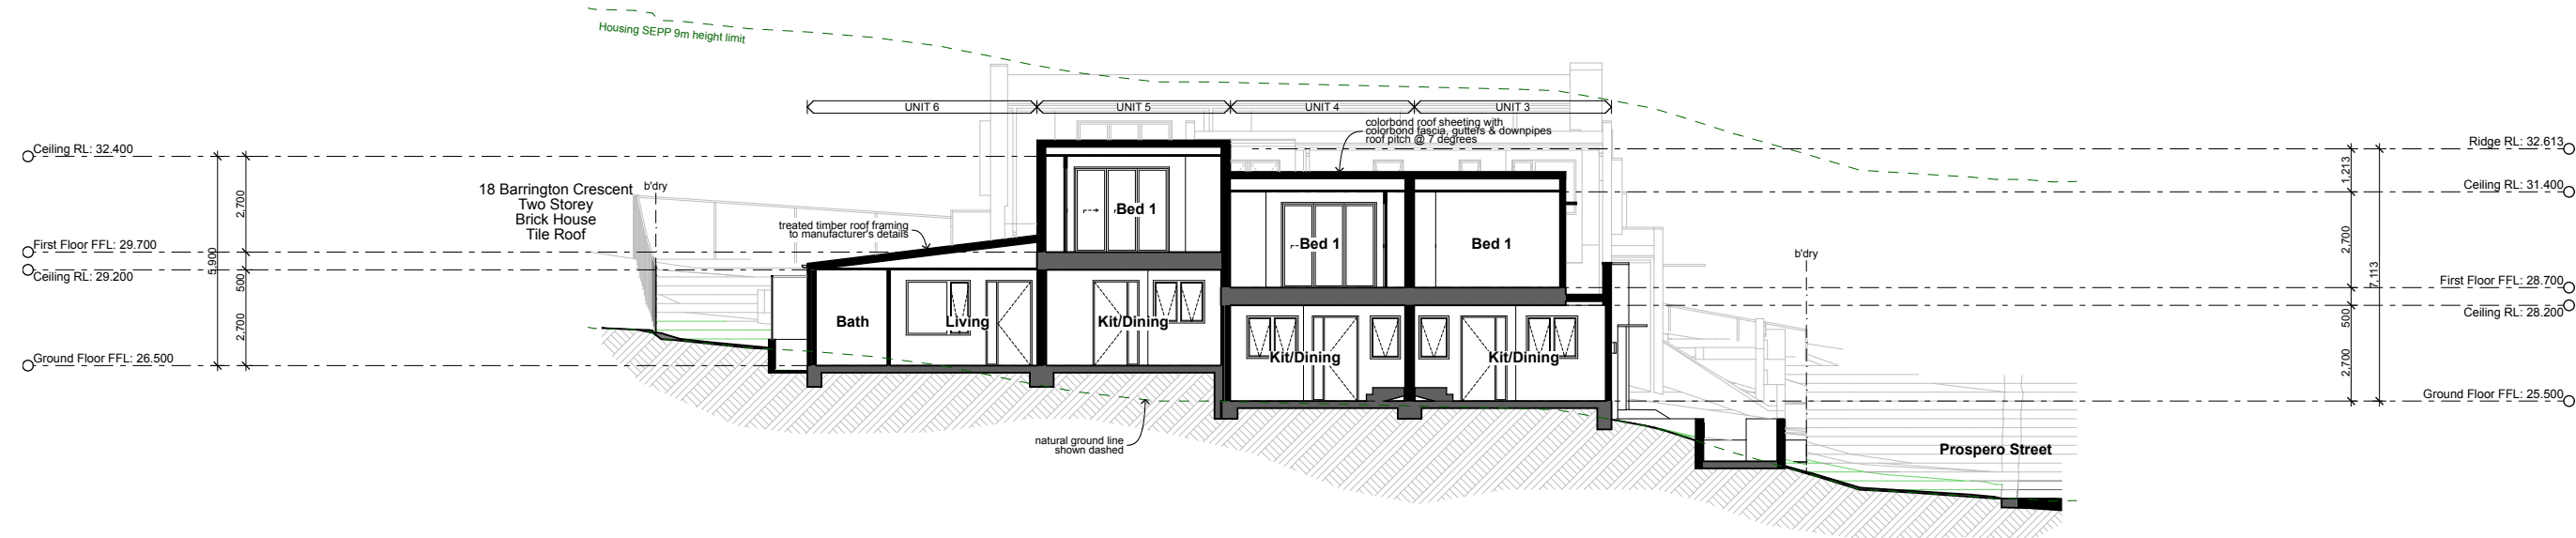 Housing SEPP 9m height limit
UNIT 6
UNIT 5
UNIT 4
UNIT 3
colorbond roof sheeting with
colorbond fascia, gutters & downpipes
roof pitch @ 7 degrees
Ceiling RL: 32.400
Ridge RL: 32.613
1,213
18 Barrington Crescent
Two Storey
Brick House
Tile Roof
b'dry
Ceiling RL: 31.400
2,700
Bed 1
treated timber roof framing
to manufacturer's details
First Floor FFL: 29.700
Bed 1
Bed 1
2,700
b'dry
5,900
7,113
Ceiling RL: 29.200
500
First Floor FFL: 28.700
500
Ceiling RL: 28.200
Bath
Living
Kit/Dining
2,700
Ground Floor FFL: 26.500
Kit/Dining
Kit/Dining
2,700
Ground Floor FFL: 25.500
natural ground line
shown dashed
Prospero Street